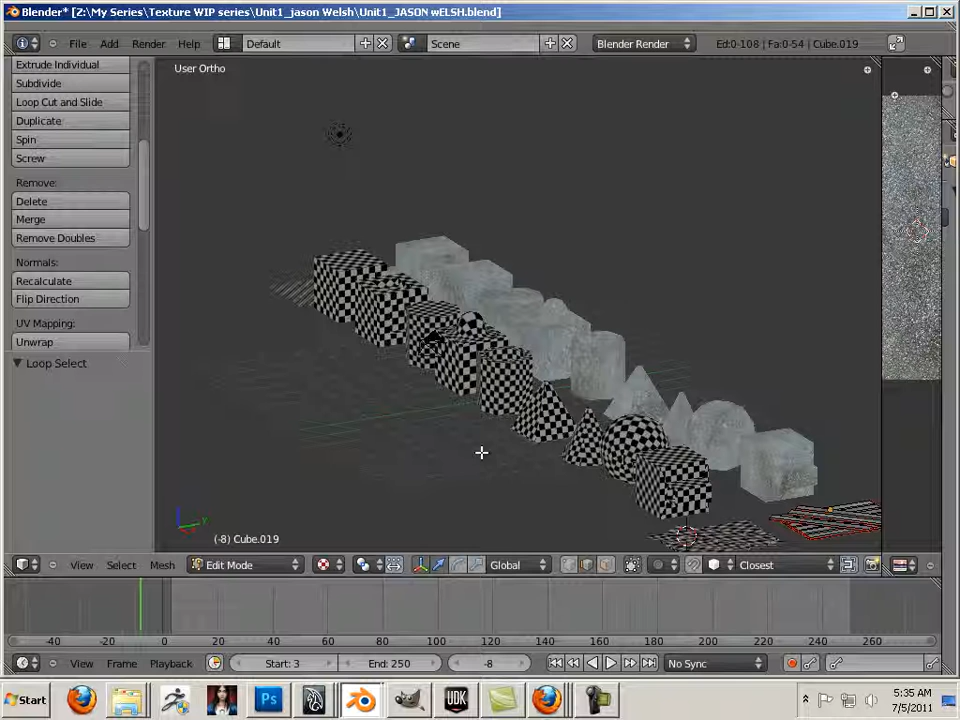 Blender* [Z:\My Series\Texture WIP series\Unit1_jason Welsh\Unit1_JASON wELSH.blend]
File Add Render Help Default Scene Blender Render Ed:0-108 | Fa:0-54 | Cube.019
Extrude Individual
Subdivide
Loop Cut and Slide
Duplicate
Spin
Screw
Remove:
Delete
Merge
Remove Doubles
Normals:
Recalculate
Flip Direction
UV Mapping:
Unwrap
Loop Select
User Ortho
(-8) Cube.019
View Select Mesh Edit Mode Global Closest
-40 -20 0 20 40 60 80 100 120 140 160 180 200 220 240 260
View Frame Playback Start: 3 End: 250 -8 No Sync
Start Ps UDK 5:35 AM
7/5/2011